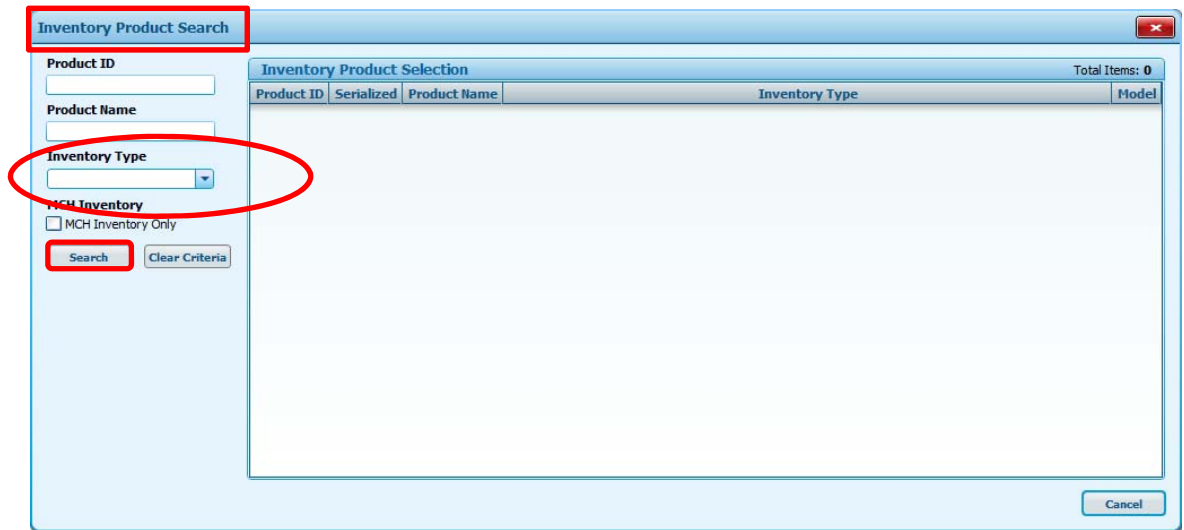 Inventory Product Search
Product ID
Product Name
Inventory Type
MCH Inventory
MCH Inventory Only
Search Clear Criteria
Inventory Product Selection Total Items: 0
Product ID Serialized Product Name Inventory Type Model
Cancel